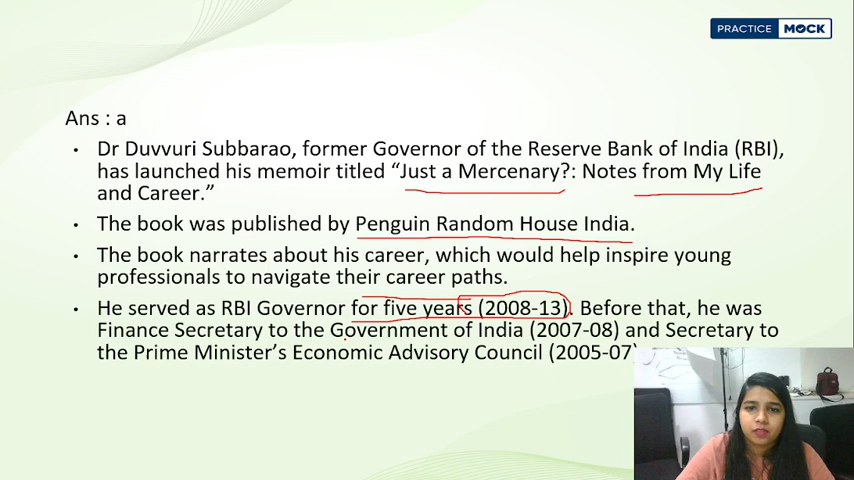 PRACTICE MOCK
Ans : a
• Dr Duvvuri Subbarao, former Governor of the Reserve Bank of India (RBI),
has launched his memoir titled “Just a Mercenary?: Notes from My Life
and Career.”
• The book was published by Penguin Random House India.
• The book narrates about his career, which would help inspire young
professionals to navigate their career paths.
• He served as RBI Governor for five years (2008-13). Before that, he was
Finance Secretary to the Government of India (2007-08) and Secretary to
the Prime Minister’s Economic Advisory Council (2005-07)